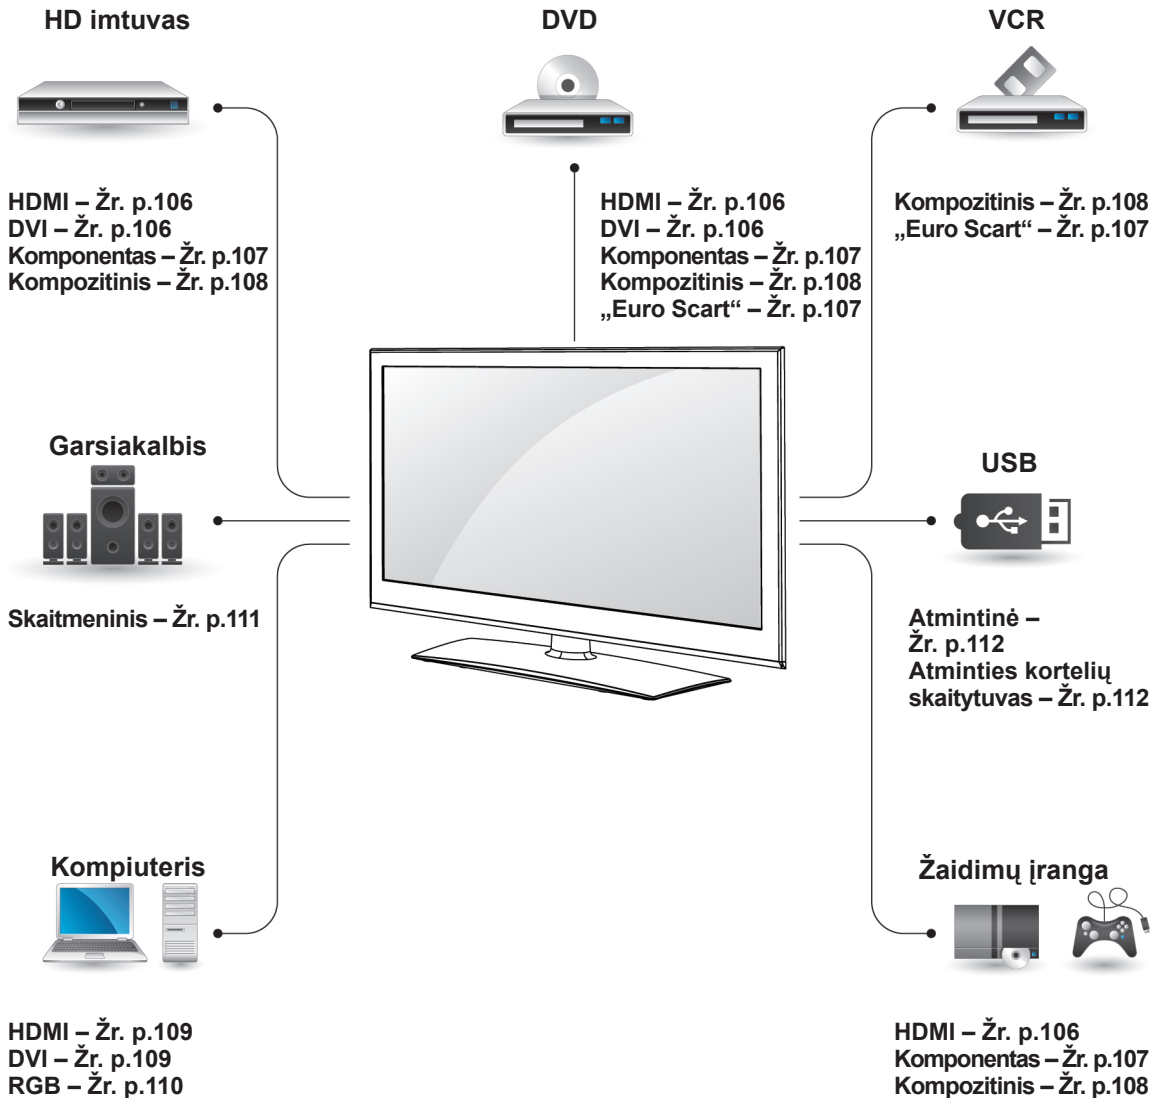 HD imtuvas
HDMI – Žr. p.106
DVI – Žr. p.106
Komponentas – Žr. p.107
Kompozitinis – Žr. p.108
DVD
HDMI – Žr. p.106
DVI – Žr. p.106
Komponentas – Žr. p.107
Kompozitinis – Žr. p.108
„Euro Scart“ – Žr. p.107
VCR
Kompozitinis – Žr. p.108
„Euro Scart“ – Žr. p.107
Garsiakalbis
Skaitmeninis – Žr. p.111
USB
Atmintinė –
Žr. p.112
Atminties kortelių
skaitytuvas – Žr. p.112
Kompiuteris
HDMI – Žr. p.109
DVI – Žr. p.109
RGB – Žr. p.110
Žaidimų įranga
HDMI – Žr. p.106
Komponentas – Žr. p.107
Kompozitinis – Žr. p.108